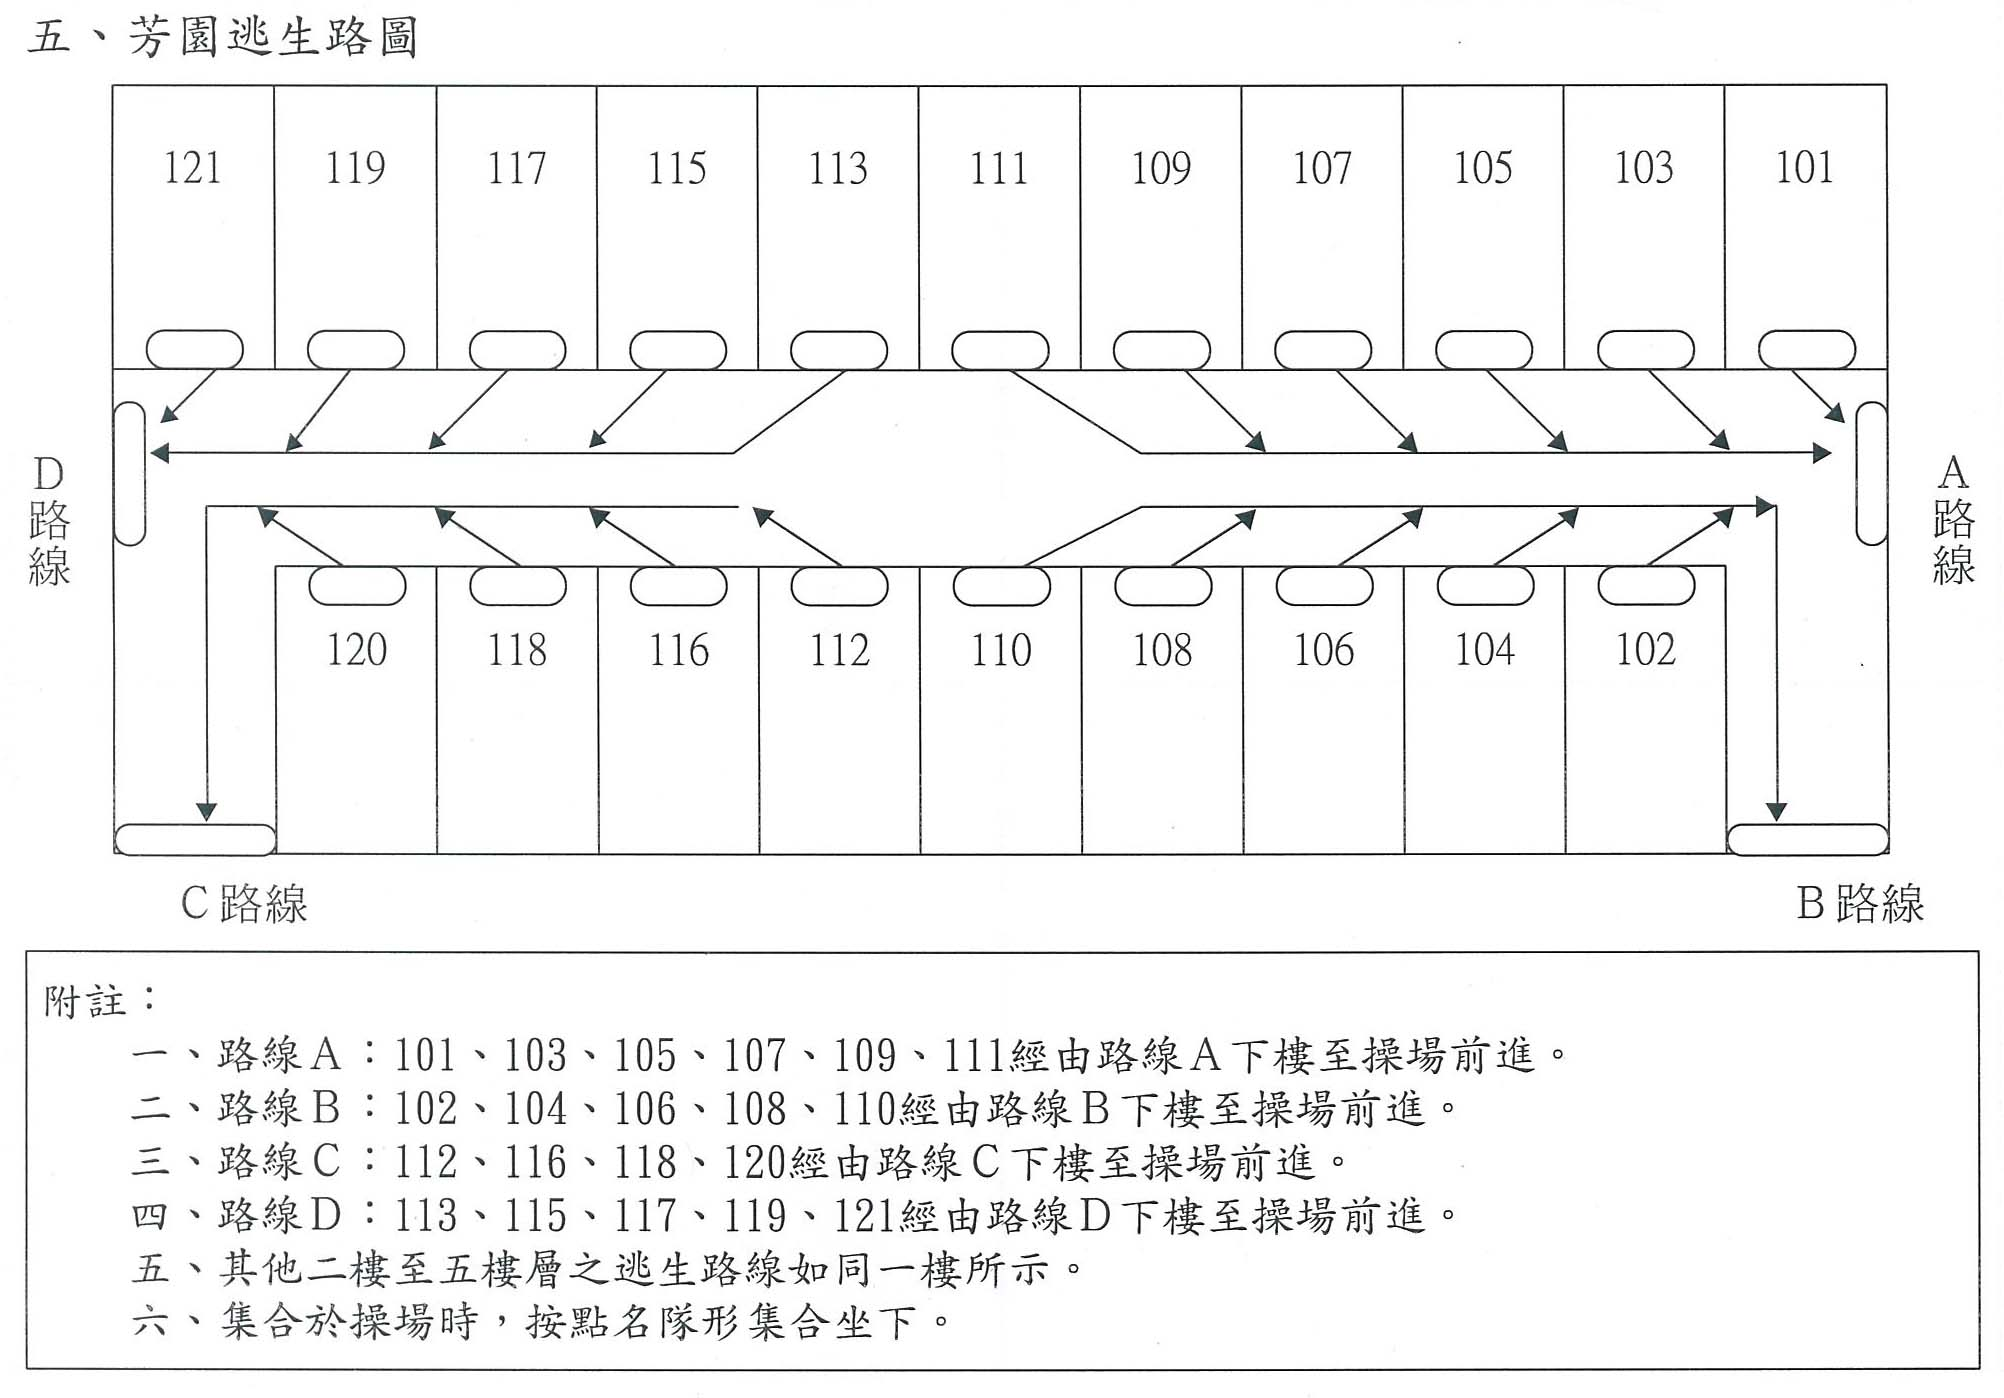 五、芳園逃生路圖
121 119 117 115 113 111 109 107 105 103 101
D路線
A路線
120 118 116 112 110 108 106 104 102
C路線
B路線
附註：
一、路線A：101、103、105、107、109、111經由路線A下樓至操場前進。
二、路線B：102、104、106、108、110經由路線B下樓至操場前進。
三、路線C：112、116、118、120經由路線C下樓至操場前進。
四、路線D：113、115、117、119、121經由路線D下樓至操場前進。
五、其他二樓至五樓層之逃生路線如同一樓所示。
六、集合於操場時，按點名隊形集合坐下。